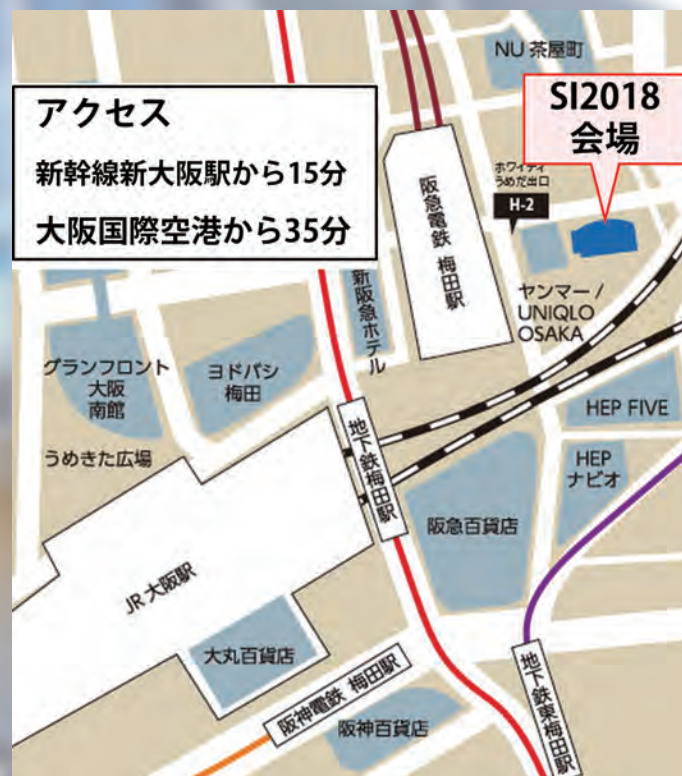 NU 茶屋町
アクセス
新幹線新大阪駅から15分
大阪国際空港から35分
SI2018
会場
ホワイティ
うめだ出口
H-2
阪急電鉄 梅田駅
新阪急ホテル
ヤンマー /
UNIQLO
OSAKA
グランフロント
大阪
南館
ヨドバシ
梅田
うめきた広場
HEP FIVE
HEP
ナビオ
地下鉄梅田駅
阪急百貨店
JR 大阪駅
大丸百貨店
阪神電鉄 梅田駅
阪神百貨店
地下鉄東梅田駅